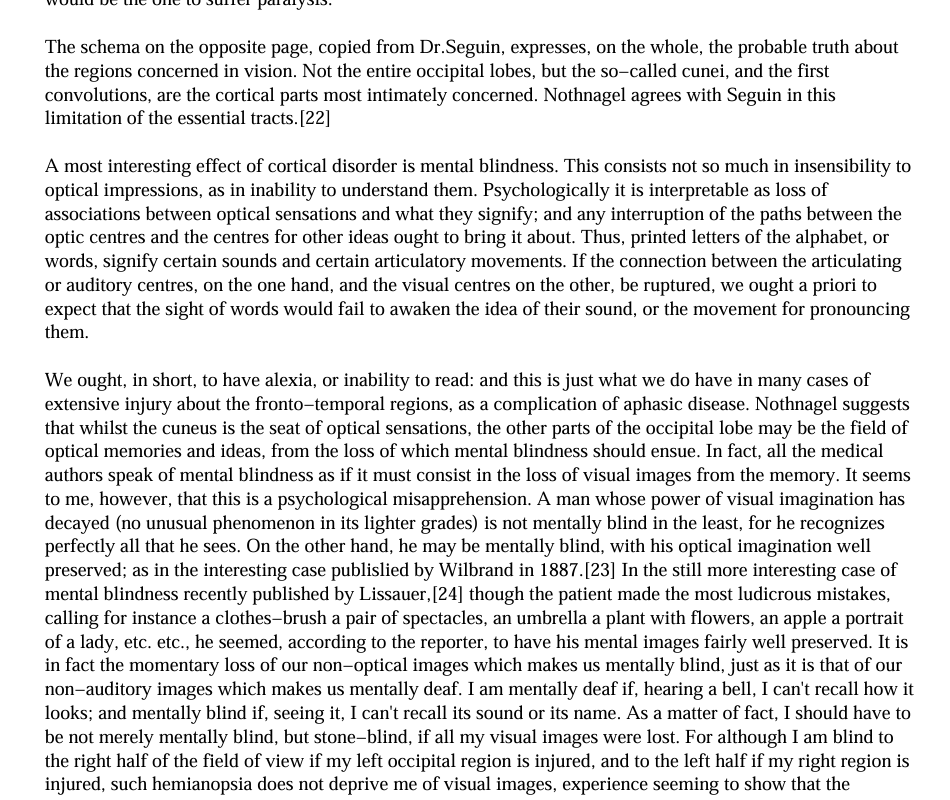 would be the one to suffer paralysis.
The schema on the opposite page, copied from Dr.Seguin, expresses, on the whole, the probable truth about
the regions concerned in vision. Not the entire occipital lobes, but the so−called cunei, and the first
convolutions, are the cortical parts most intimately concerned. Nothnagel agrees with Seguin in this
limitation of the essential tracts.[22]
A most interesting effect of cortical disorder is mental blindness. This consists not so much in insensibility to
optical impressions, as in inability to understand them. Psychologically it is interpretable as loss of
associations between optical sensations and what they signify; and any interruption of the paths between the
optic centres and the centres for other ideas ought to bring it about. Thus, printed letters of the alphabet, or
words, signify certain sounds and certain articulatory movements. If the connection between the articulating
or auditory centres, on the one hand, and the visual centres on the other, be ruptured, we ought a priori to
expect that the sight of words would fail to awaken the idea of their sound, or the movement for pronouncing
them.
We ought, in short, to have alexia, or inability to read: and this is just what we do have in many cases of
extensive injury about the fronto−temporal regions, as a complication of aphasic disease. Nothnagel suggests
that whilst the cuneus is the seat of optical sensations, the other parts of the occipital lobe may be the field of
optical memories and ideas, from the loss of which mental blindness should ensue. In fact, all the medical
authors speak of mental blindness as if it must consist in the loss of visual images from the memory. It seems
to me, however, that this is a psychological misapprehension. A man whose power of visual imagination has
decayed (no unusual phenomenon in its lighter grades) is not mentally blind in the least, for he recognizes
perfectly all that he sees. On the other hand, he may be mentally blind, with his optical imagination well
preserved; as in the interesting case publislied by Wilbrand in 1887.[23] In the still more interesting case of
mental blindness recently published by Lissauer,[24] though the patient made the most ludicrous mistakes,
calling for instance a clothes−brush a pair of spectacles, an umbrella a plant with flowers, an apple a portrait
of a lady, etc. etc., he seemed, according to the reporter, to have his mental images fairly well preserved. It is
in fact the momentary loss of our non−optical images which makes us mentally blind, just as it is that of our
non−auditory images which makes us mentally deaf. I am mentally deaf if, hearing a bell, I can't recall how it
looks; and mentally blind if, seeing it, I can't recall its sound or its name. As a matter of fact, I should have to
be not merely mentally blind, but stone−blind, if all my visual images were lost. For although I am blind to
the right half of the field of view if my left occipital region is injured, and to the left half if my right region is
injured, such hemianopsia does not deprive me of visual images, experience seeming to show that the